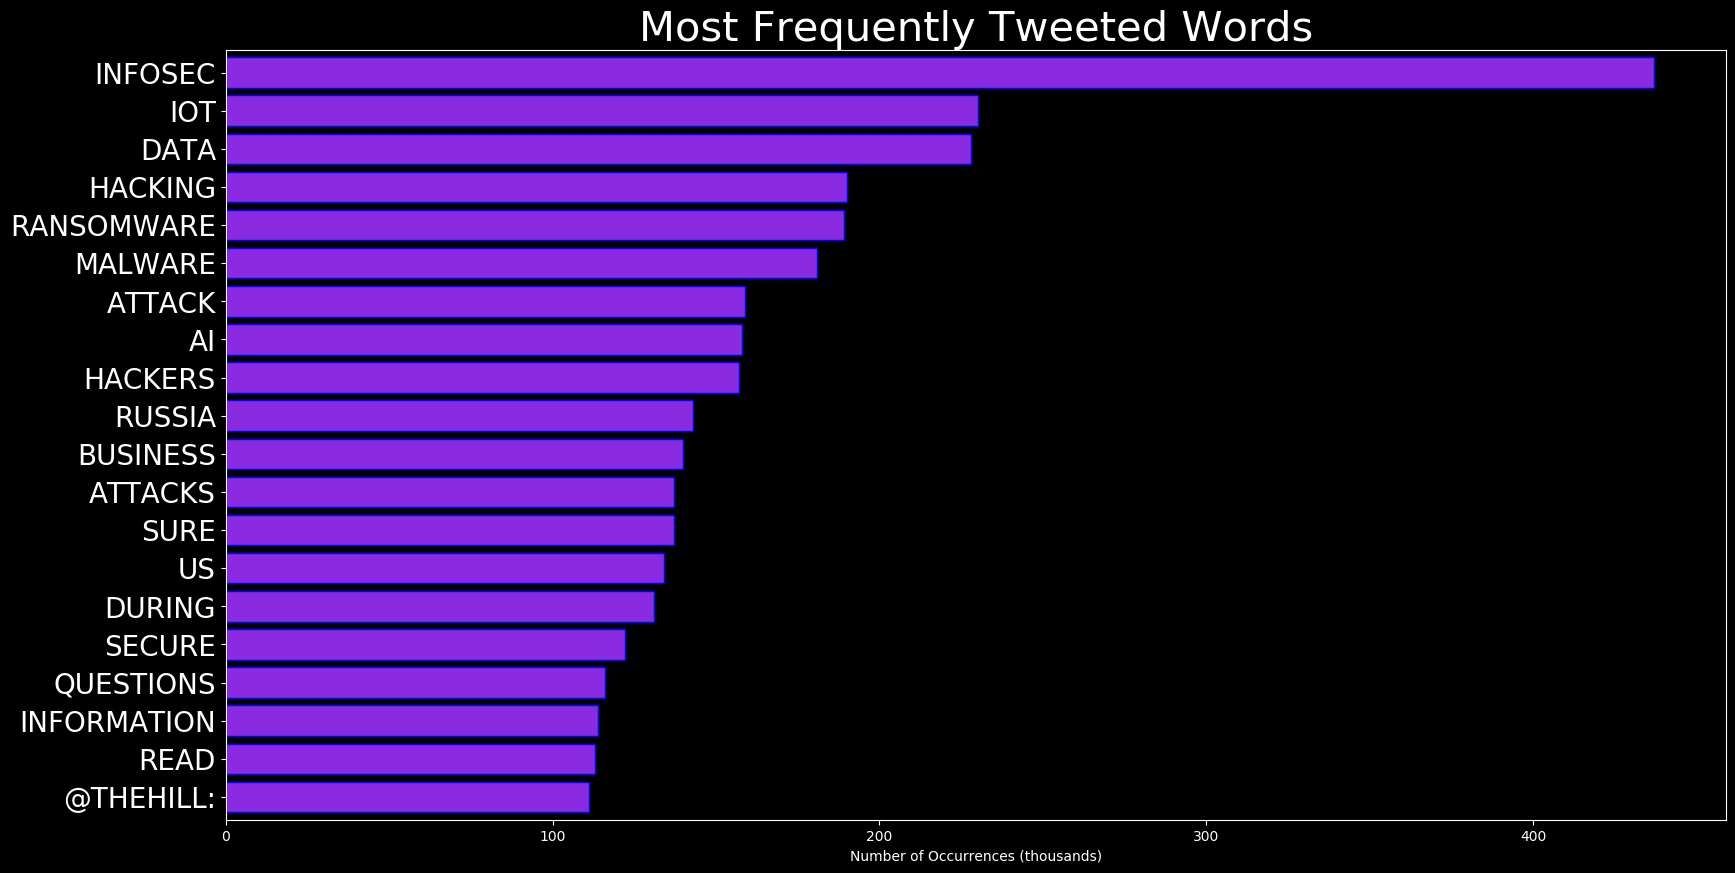 Most Frequently Tweeted Words
INFOSEC
IOT
DATA
HACKING
RANSOMWARE
MALWARE
ATTACK
AI
HACKERS
RUSSIA
BUSINESS
ATTACKS
SURE
US
DURING
SECURE
QUESTIONS
INFORMATION
READ
@THEHILL:
0 100 200 300 400
Number of Occurrences (thousands)